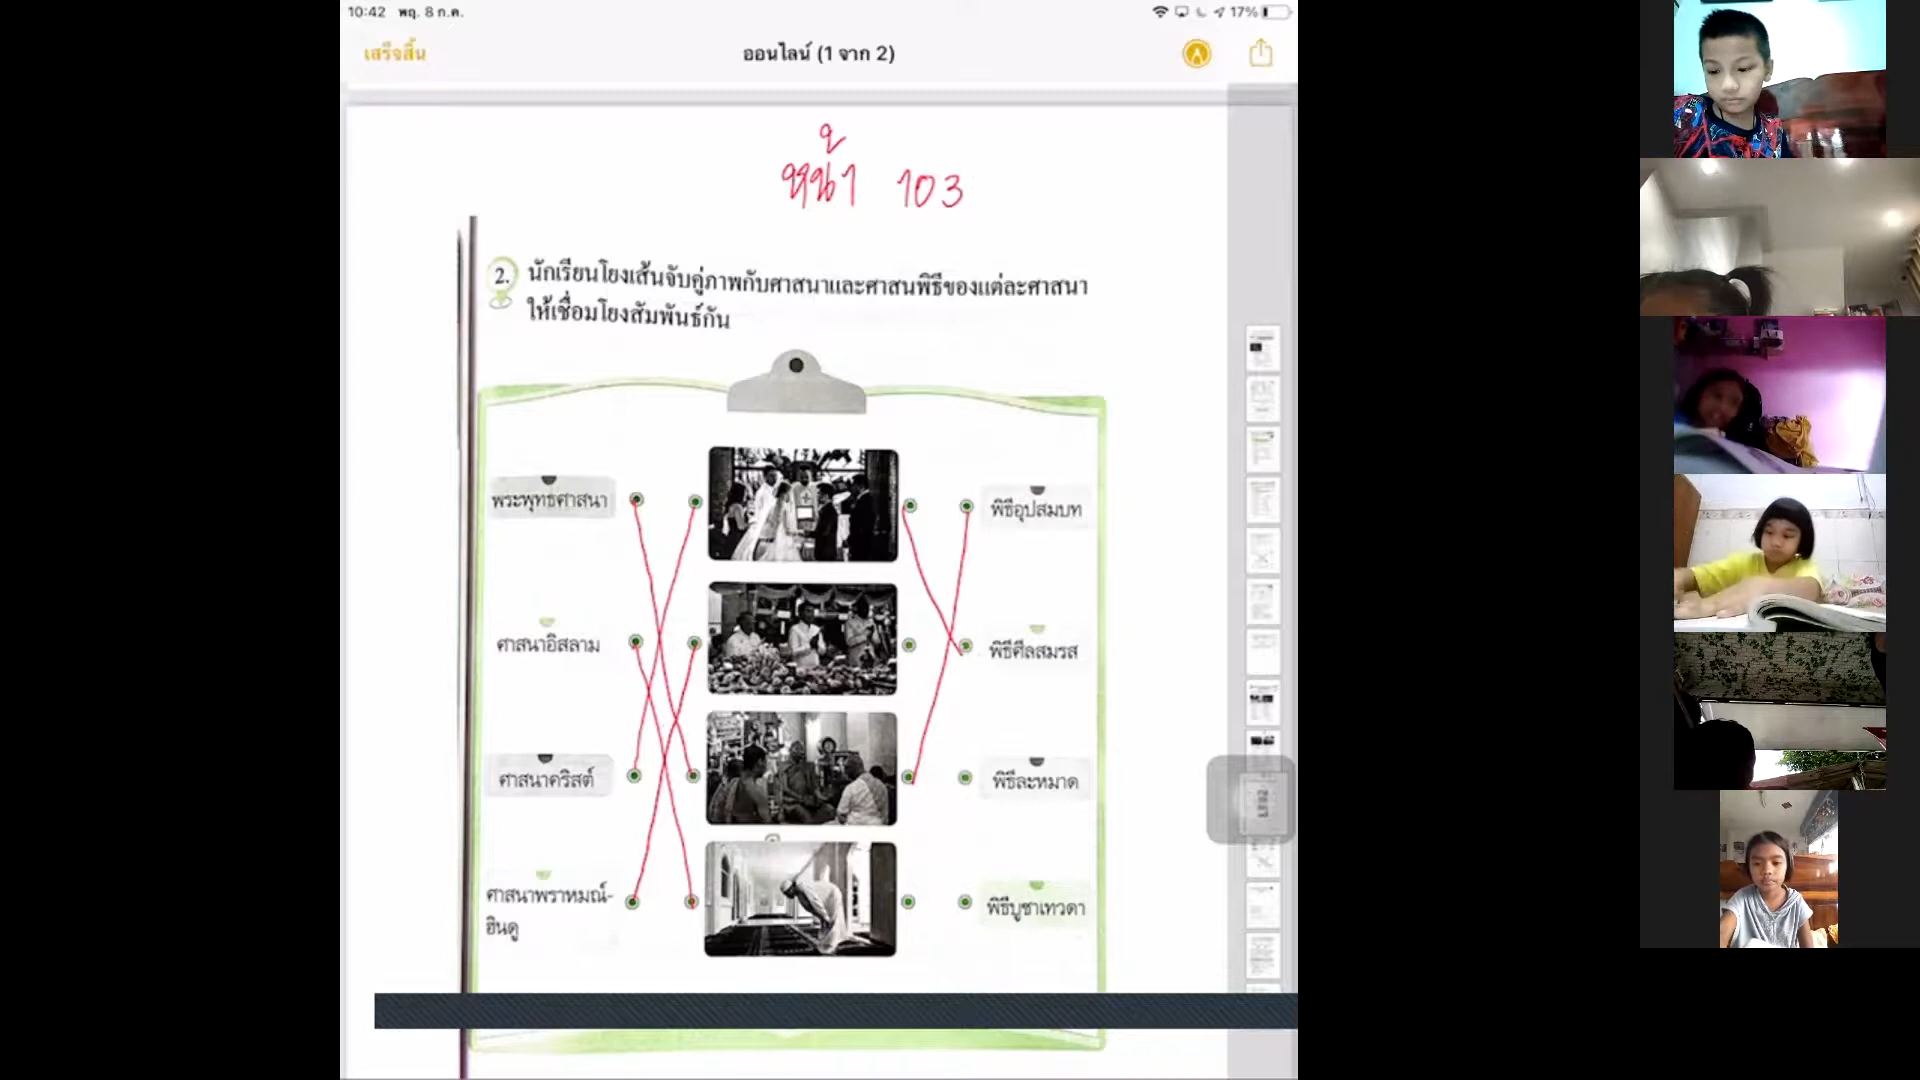 10:42 พฤ. 8 ก.ค.
17%
เสร็จสิ้น
ออนไลน์ (1 จาก 2)
หน้า 103
2. นักเรียนโยงเส้นจับคู่ภาพกับศาสนาและศาสนพิธีของแต่ละศาสนา
ให้เชื่อมโยงสัมพันธ์กัน
พระพุทธศาสนา
พิธีอุปสมบท
ศาสนาอิสลาม
พิธีศีลสมรส
ศาสนาคริสต์
พิธีละหมาด
ศาสนาพราหมณ์-
ฮินดู
พิธีบูชาเทวดา